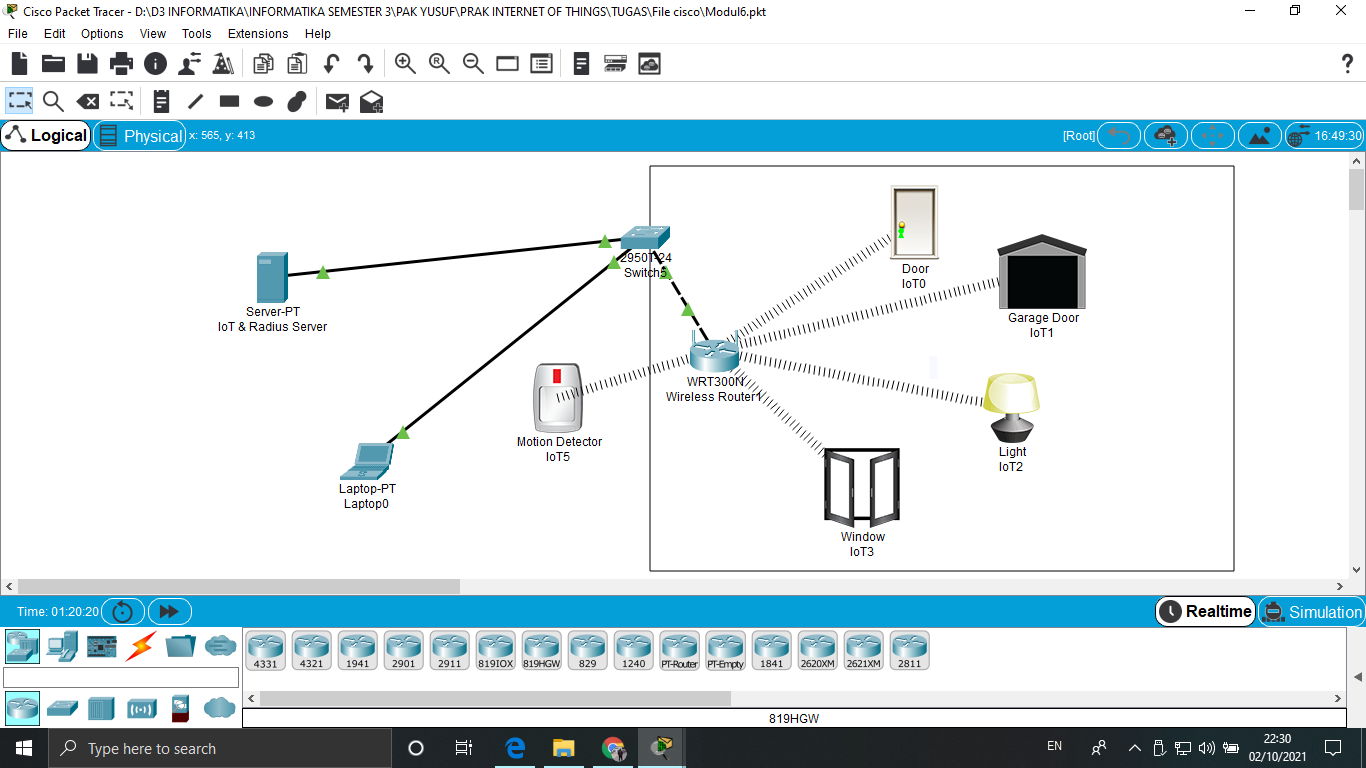 Cisco Packet Tracer - D:\D3 INFORMATIKA\INFORMATIKA SEMESTER 3\PAK YUSUF\PRAK INTERNET OF THINGS\TUGAS\File cisco\Modul6.pkt
File Edit Options View Tools Extensions Help
Logical Physical x: 565, y: 413 [Root] 16:49:30
Door
IoT0
2950T-24
Switch5
Server-PT
IoT & Radius Server
Garage Door
IoT1
WRT300N
Wireless Router1
Motion Detector
IoT5
Light
IoT2
Laptop-PT
Laptop0
Window
IoT3
Time: 01:20:20 Realtime Simulation
4331 4321 1941 2901 2911 819IOX 819HGW 829 1240 PT-Router PT-Empty 1841 2620XM 2621XM 2811
819HGW
Type here to search EN 22:30
02/10/2021